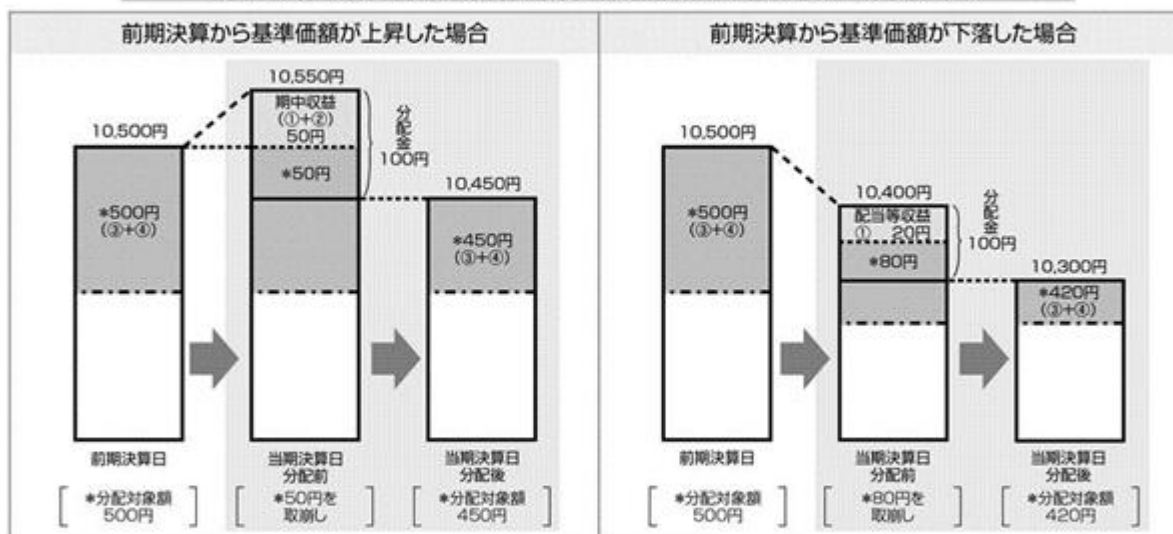 前期決算から基準価額が上昇した場合
10,550円
期中収益
(①+②)
50円
*50円
分配金
100円
10,500円
*500円
(③+④)
10,450円
*450円
(③+④)
前期決算日
当期決算日
分配前
当期決算日
分配後
*分配対象額
500円
*50円を
取崩し
*分配対象額
450円
前期決算から基準価額が下落した場合
10,500円
*500円
(③+④)
10,400円
配当等収益
① 20円
*80円
分配金
100円
10,300円
*420円
(③+④)
前期決算日
当期決算日
分配前
当期決算日
分配後
*分配対象額
500円
*80円を
取崩し
*分配対象額
420円